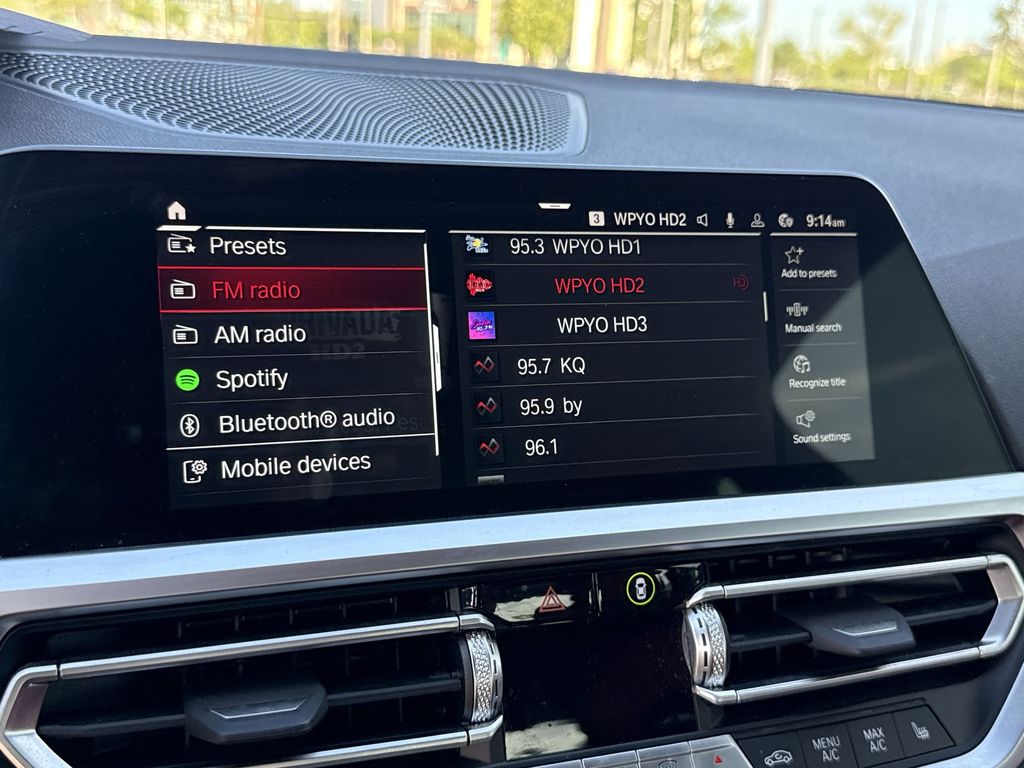 3 WPYO HD2 9:14am
Presets
FM radio
AM radio
Spotify
Bluetooth® audio
Mobile devices
95.3 WPYO HD1
WPYO HD2
WPYO HD3
95.7 KQ
95.9 by
96.1
Add to presets
Manual search
Recognize title
Sound settings
MENU
A/C
MAX
A/C